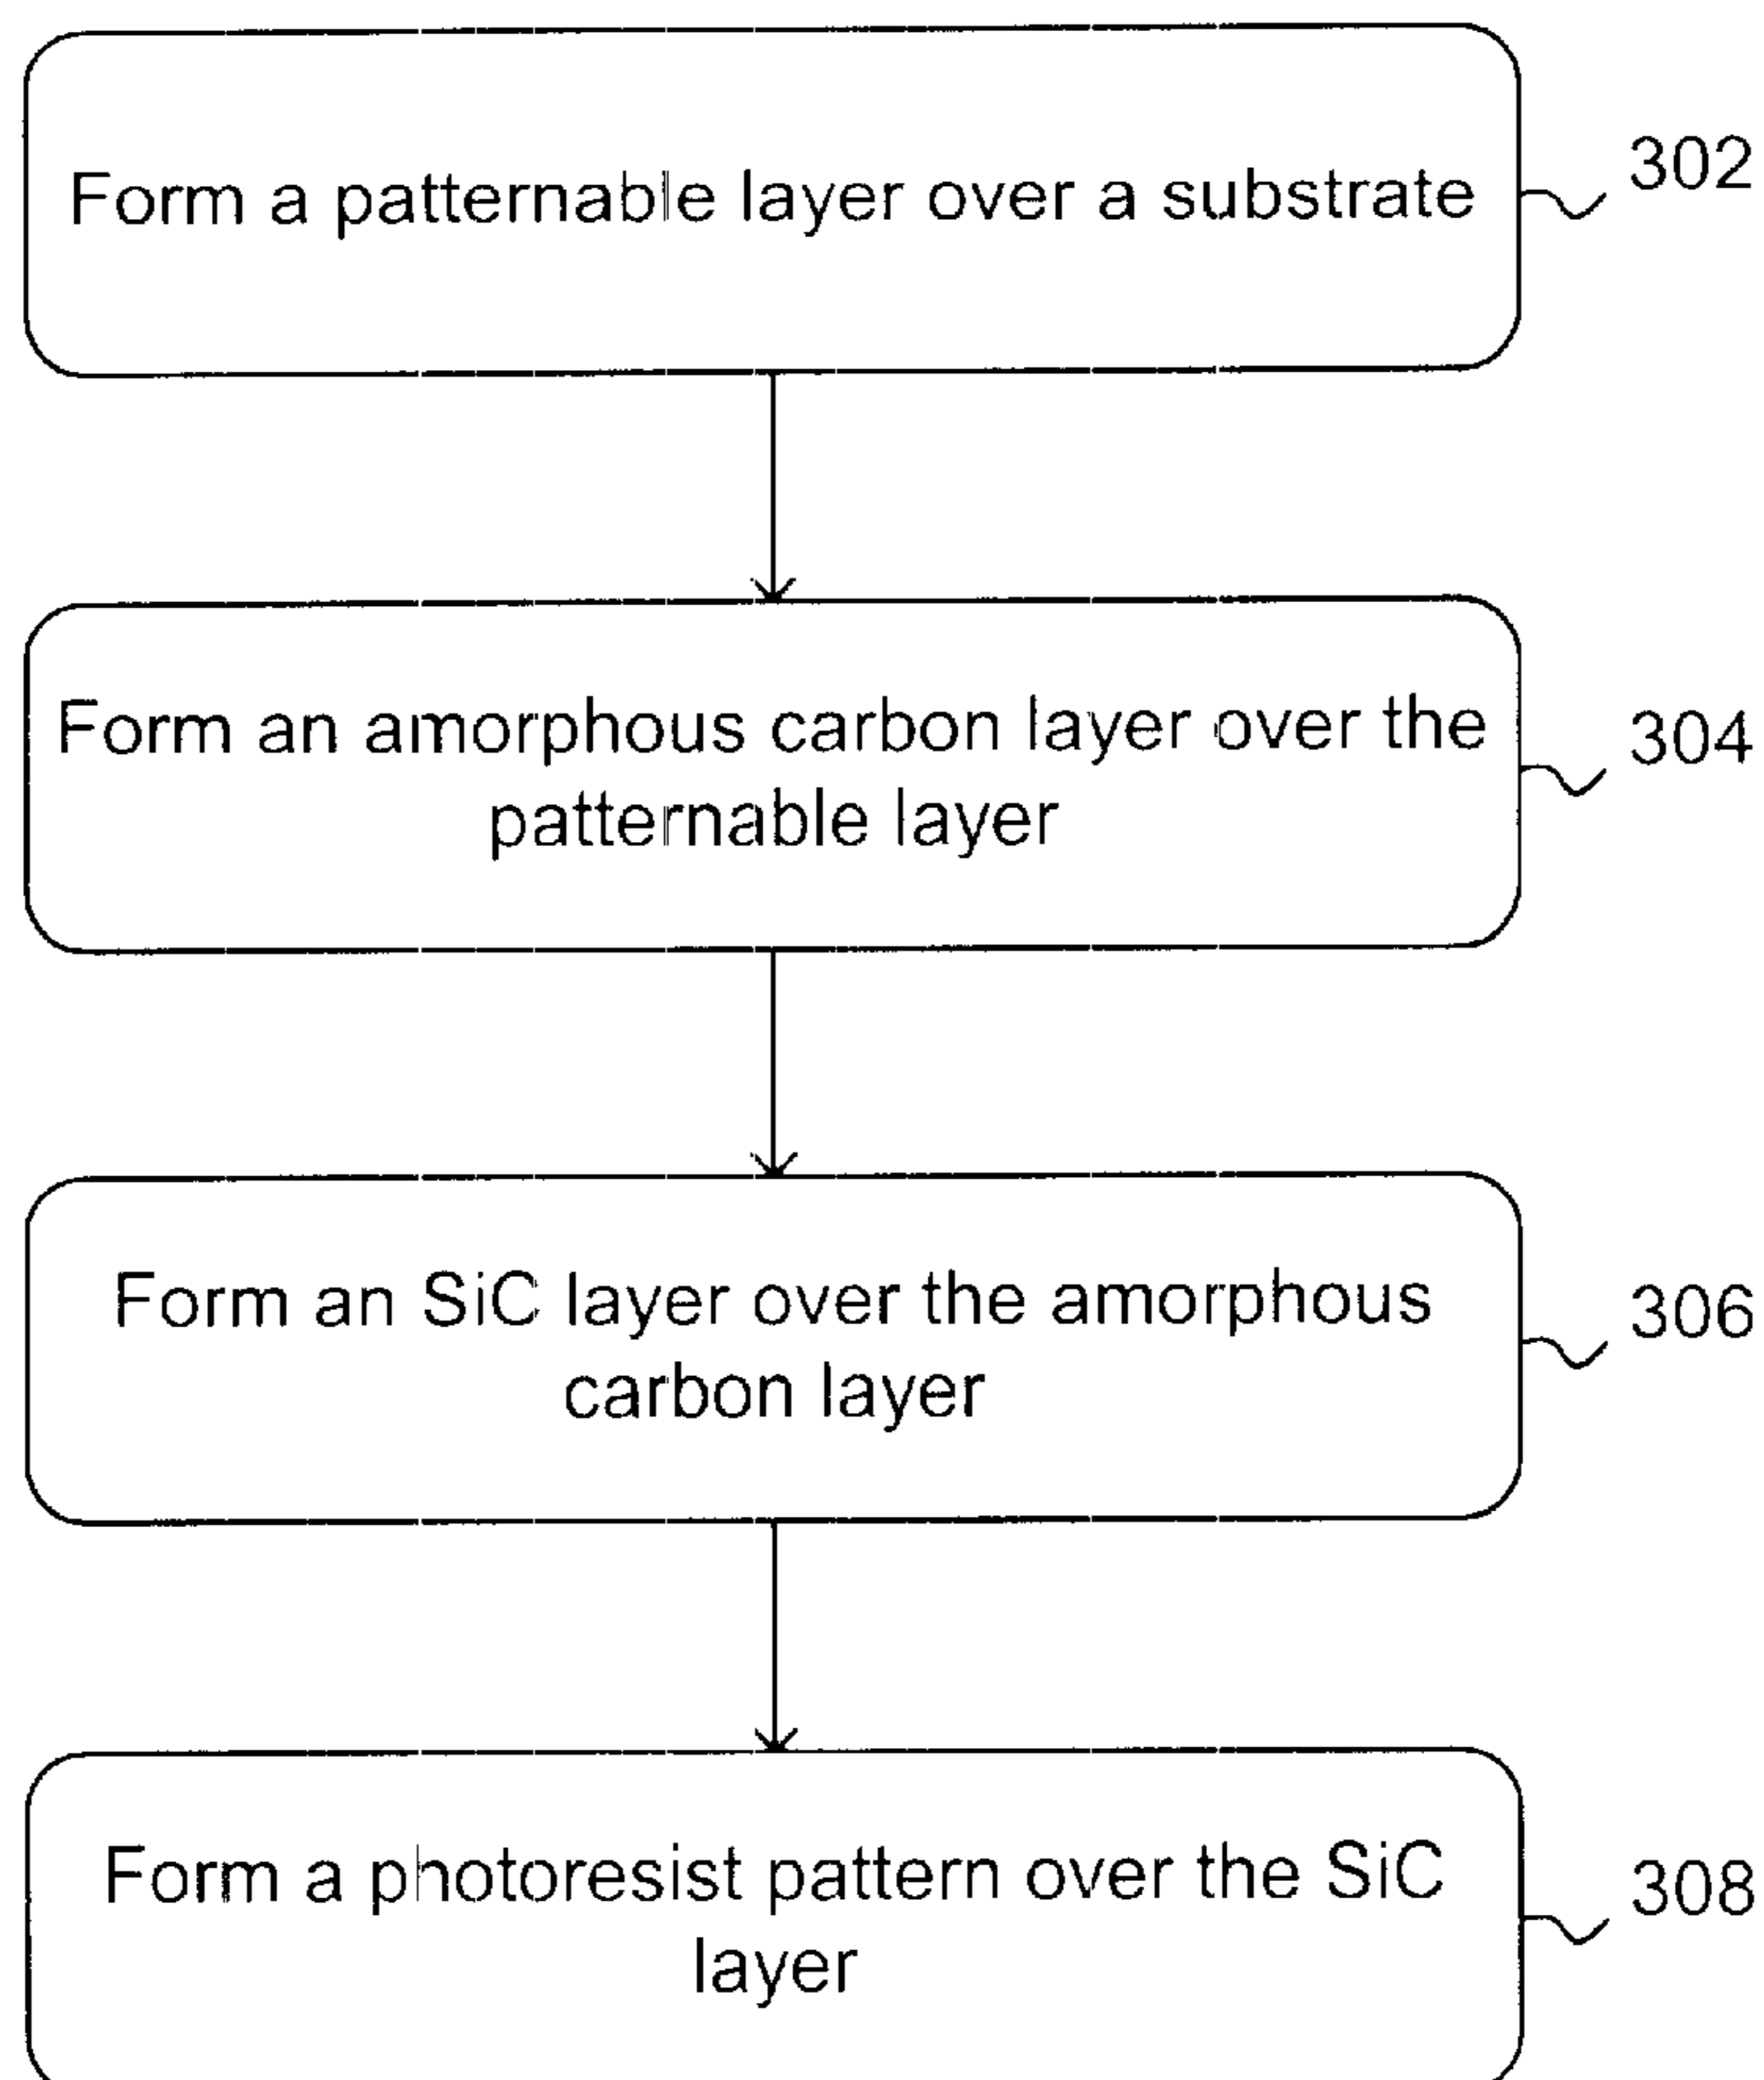 Form a patternable layer over a substrate
302
Form an amorphous carbon layer over the
patternable layer
304
Form an SiC layer over the amorphous
carbon layer
306
Form a photoresist pattern over the SiC
layer
308